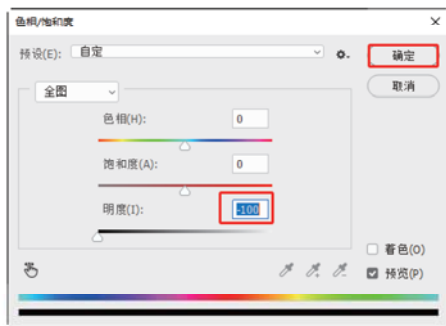 色相/饱和度
预设(E): 自定
确定
取消
全图
色相(H): 0
饱和度(A): 0
明度(I): -100
着色(O)
预览(P)